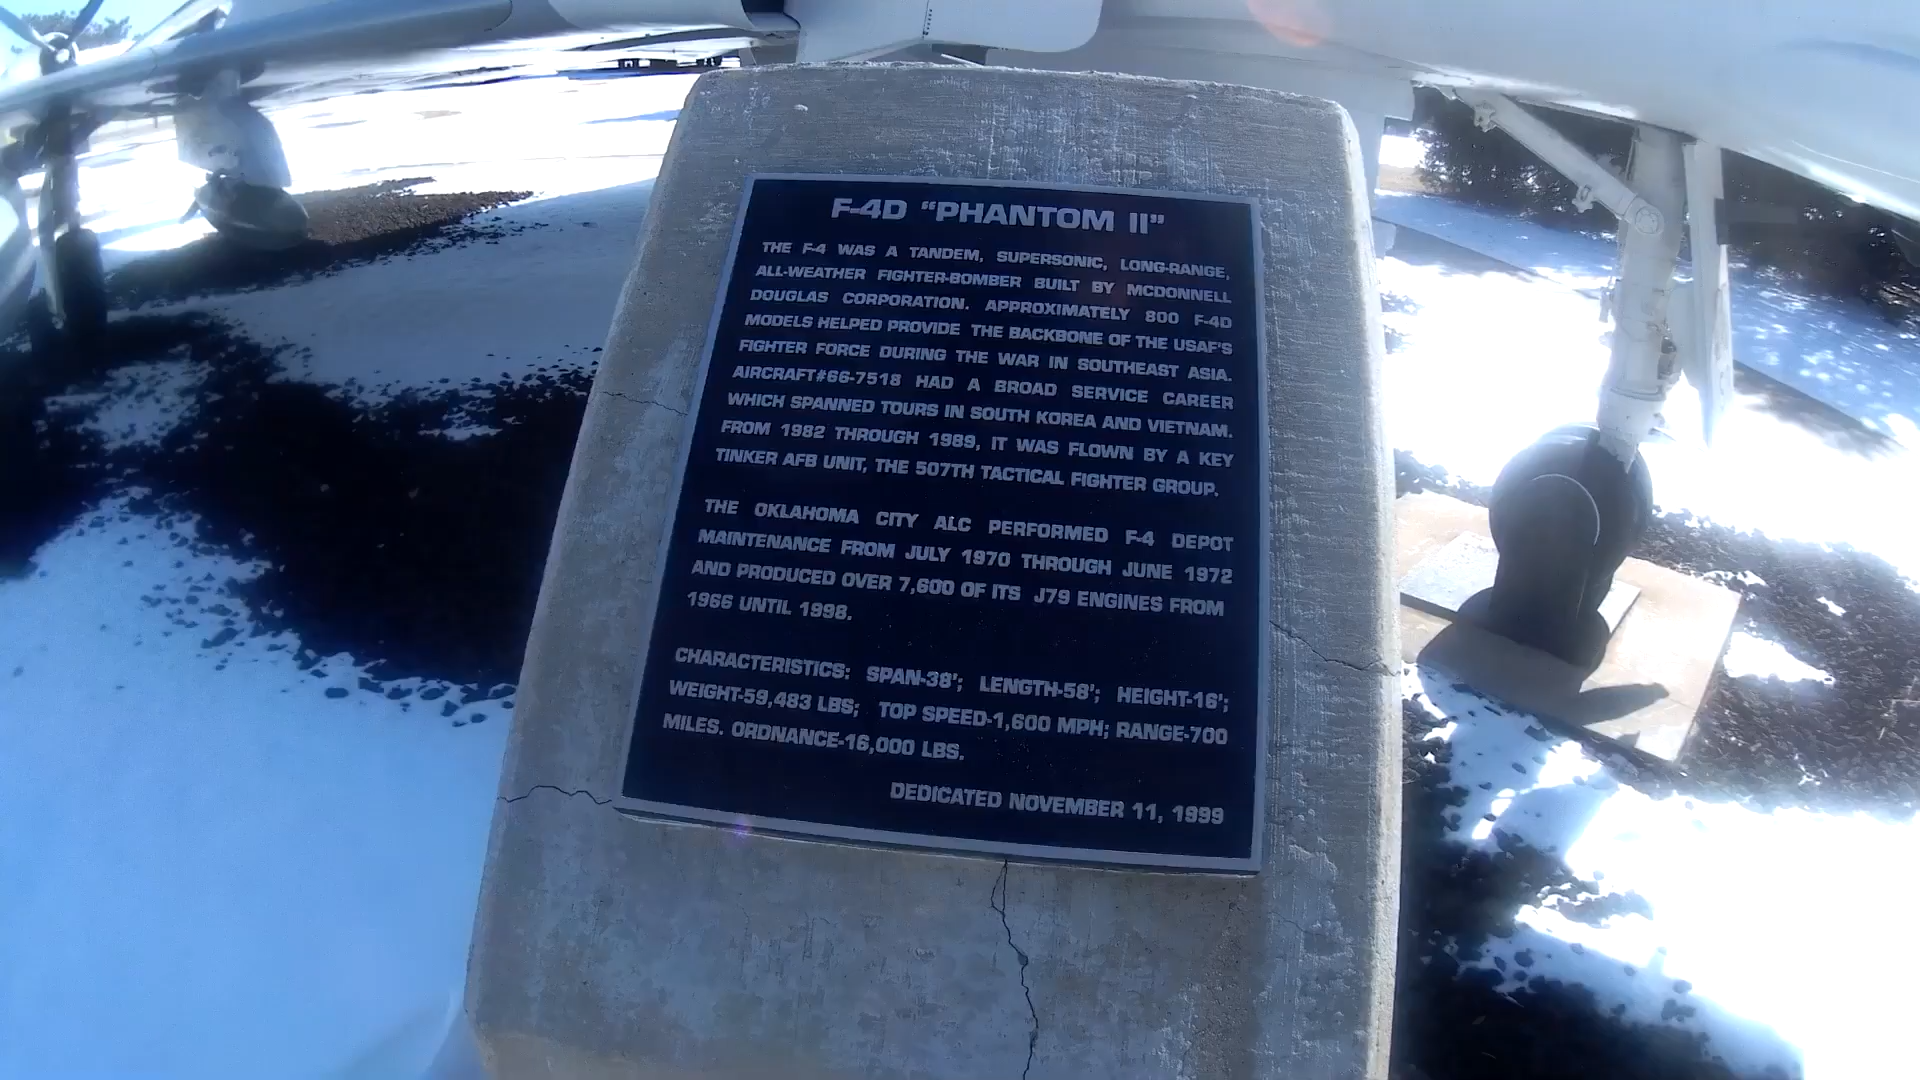 F-4D "PHANTOM II"
THE F-4 WAS A TANDEM, SUPERSONIC, LONG-RANGE,
ALL-WEATHER FIGHTER-BOMBER BUILT BY MCDONNELL
DOUGLAS CORPORATION. APPROXIMATELY 800 F-4D
MODELS HELPED PROVIDE THE BACKBONE OF THE USAF'S
FIGHTER FORCE DURING THE WAR IN SOUTHEAST ASIA.
AIRCRAFT#66-7518 HAD A BROAD SERVICE CAREER
WHICH SPANNED TOURS IN SOUTH KOREA AND VIETNAM.
FROM 1982 THROUGH 1989, IT WAS FLOWN BY A KEY
TINKER AFB UNIT, THE 507TH TACTICAL FIGHTER GROUP.
THE OKLAHOMA CITY ALC PERFORMED F-4 DEPOT
MAINTENANCE FROM JULY 1970 THROUGH JUNE 1972
AND PRODUCED OVER 7,600 OF ITS J79 ENGINES FROM
1966 UNTIL 1998.
CHARACTERISTICS: SPAN-38'; LENGTH-58'; HEIGHT-16';
WEIGHT-59,483 LBS; TOP SPEED-1,600 MPH; RANGE-700
MILES. ORDNANCE-16,000 LBS.
DEDICATED NOVEMBER 11, 1999